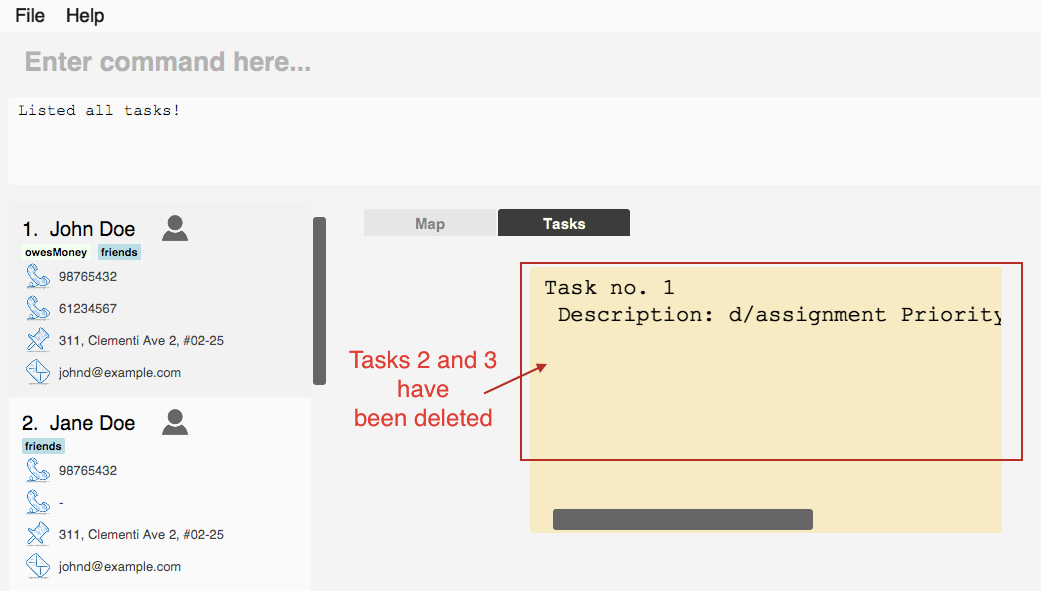 File Help
Enter command here...
Listed all tasks!
1. John Doe
owesMoney friends
98765432
61234567
311, Clementi Ave 2, #02-25
johnd@example.com
2. Jane Doe
friends
98765432
-
311, Clementi Ave 2, #02-25
johnd@example.com
Map Tasks
Task no. 1
Description: d/assignment Priority
Tasks 2 and 3
have
been deleted